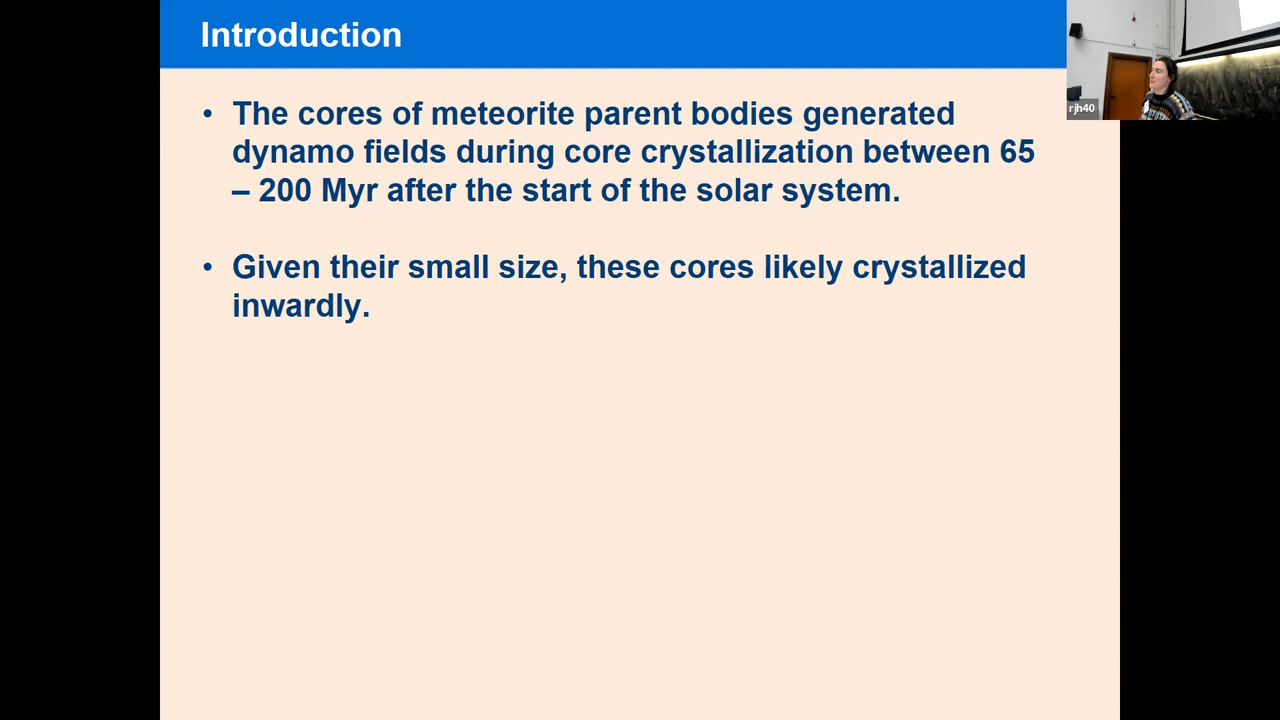 Introduction
• The cores of meteorite parent bodies generated
dynamo fields during core crystallization between 65
– 200 Myr after the start of the solar system.
• Given their small size, these cores likely crystallized
inwardly.
rjh40